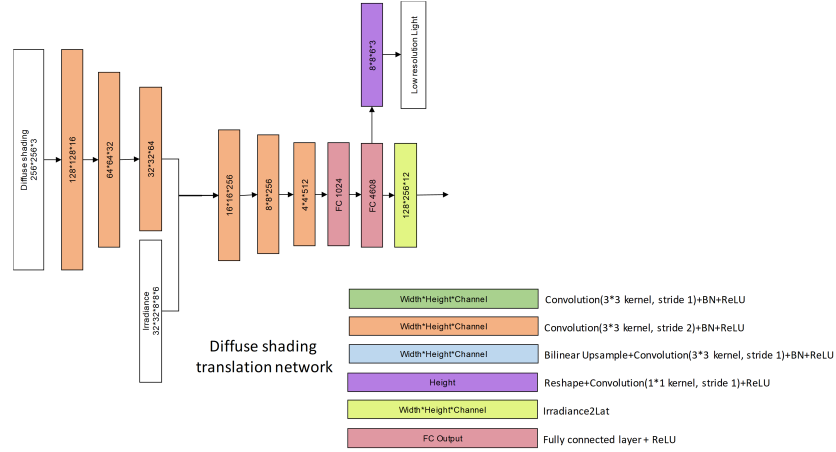 Diffuse shading
256*256*3
128*128*16
64*64*32
32*32*64
Irradiance
32*32*8*8*6
16*16*256
8*8*256
4*4*512
FC 1024
FC 4608
8*8*6*3
Low resolution Light
128*256*12
Diffuse shading
translation network
Width*Height*Channel
Convolution(3*3 kernel, stride 1)+BN+ReLU
Width*Height*Channel
Convolution(3*3 kernel, stride 2)+BN+ReLU
Width*Height*Channel
Bilinear Upsample+Convolution(3*3 kernel, stride 1)+BN+ReLU
Height
Reshape+Convolution(1*1 kernel, stride 1)+ReLU
Width*Height*Channel
Irradiance2Lat
FC Output
Fully connected layer + ReLU